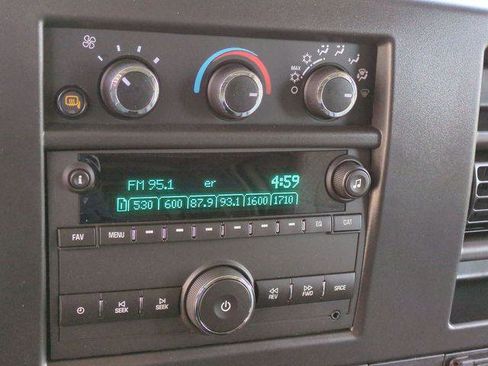 MAX
FM 95.1 er 4:59
1 530 600 87.9 93.1 1600 1710
i
FAV MENU EQ CAT
SEEK SEEK REV FWD SRCE